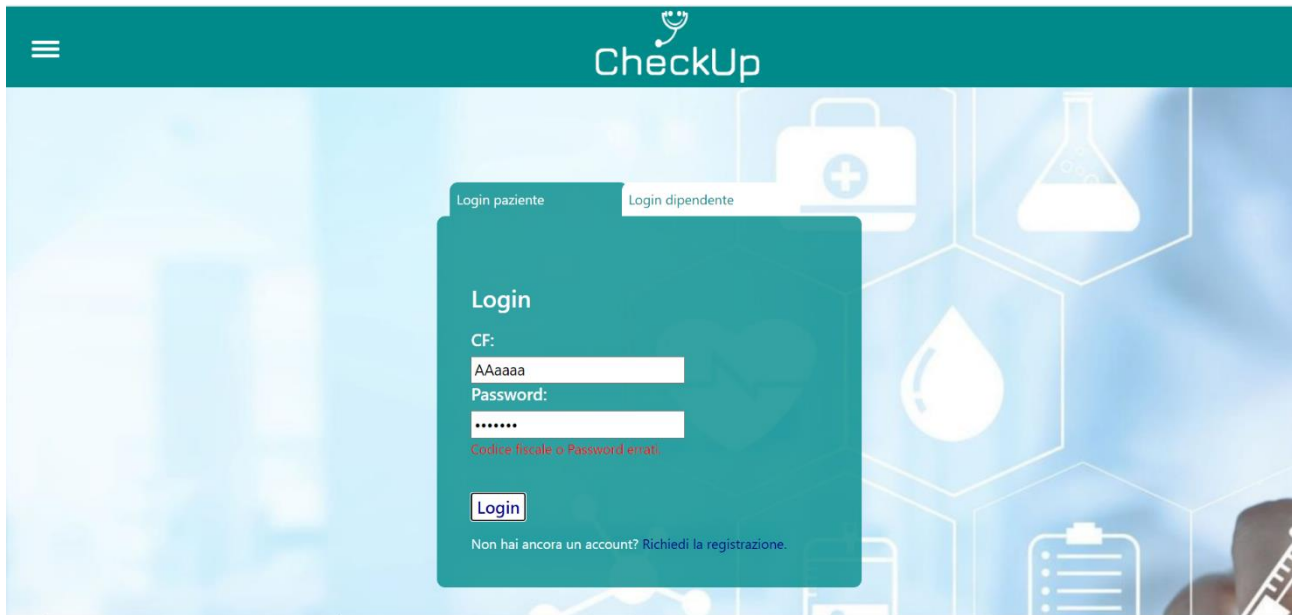 CheckUp
Login paziente
Login dipendente
Login
CF:
AAaaaa
Password:
•••••••
Codice fiscale o Password errati.
Login
Non hai ancora un account? Richiedi la registrazione.